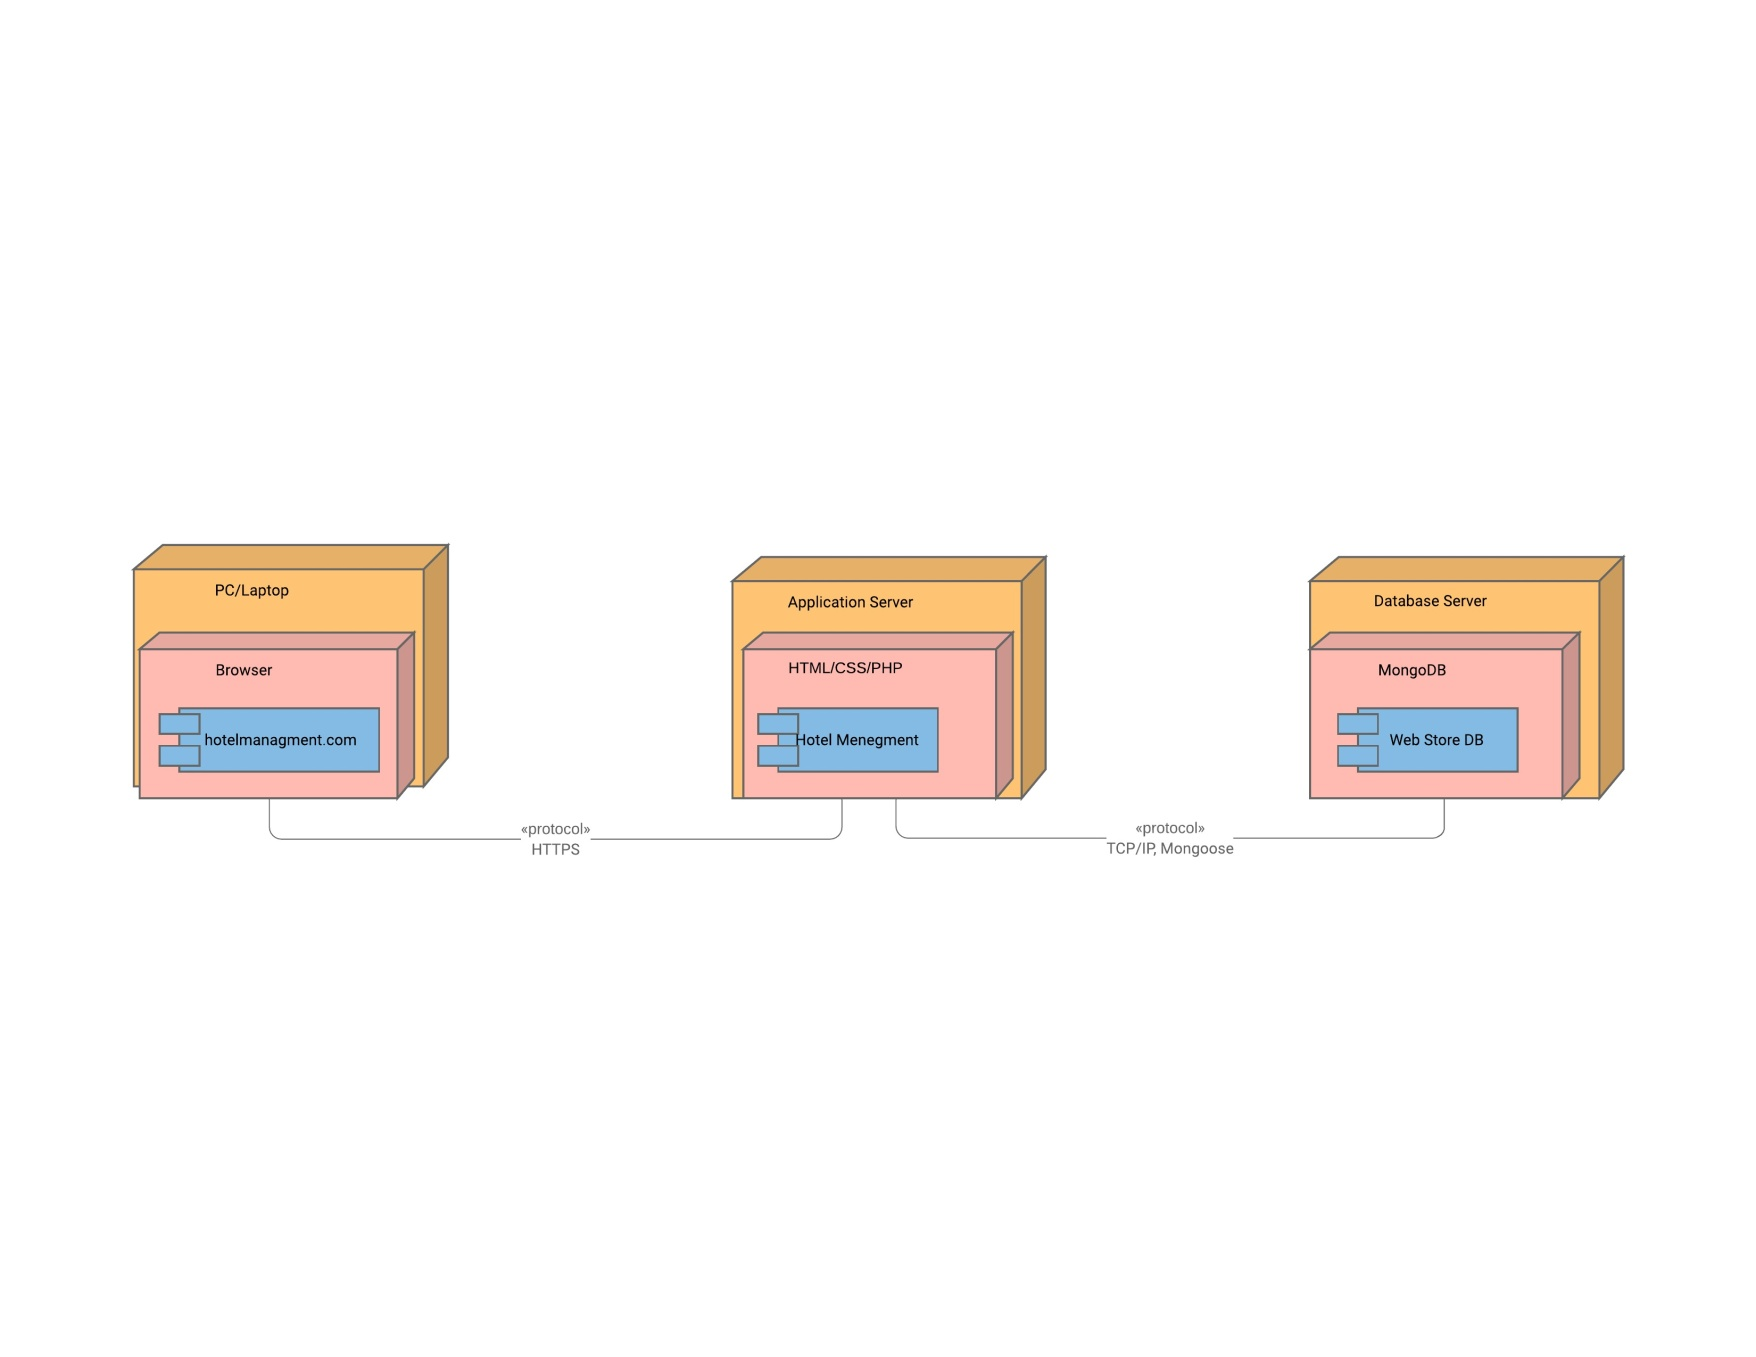 PC/Laptop
Browser
hotelmanagment.com
Application Server
HTML/CSS/PHP
Hotel Menegment
Database Server
MongoDB
Web Store DB
«protocol»
HTTPS
«protocol»
TCP/IP, Mongoose